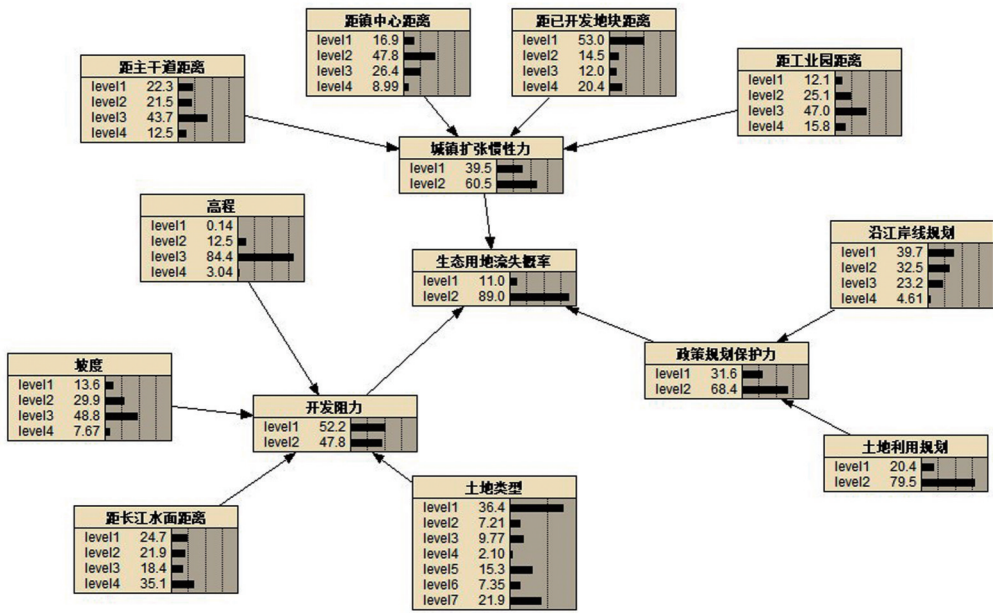 距镇中心距离
level1 16.9
level2 47.8
level3 26.4
level4 8.99
距已开发地块距离
level1 53.0
level2 14.5
level3 12.0
level4 20.4
距主干道距离
level1 22.3
level2 21.5
level3 43.7
level4 12.5
距工业园距离
level1 12.1
level2 25.1
level3 47.0
level4 15.8
城镇扩张惯性力
level1 39.5
level2 60.5
高程
level1 0.14
level2 12.5
level3 84.4
level4 3.04
生态用地流失概率
level1 11.0
level2 89.0
沿江岸线规划
level1 39.7
level2 32.5
level3 23.2
level4 4.61
政策规划保护力
level1 31.6
level2 68.4
坡度
level1 13.6
level2 29.9
level3 48.8
level4 7.67
开发阻力
level1 52.2
level2 47.8
土地利用规划
level1 20.4
level2 79.5
距长江水面距离
level1 24.7
level2 21.9
level3 18.4
level4 35.1
土地类型
level1 36.4
level2 7.21
level3 9.77
level4 2.10
level5 15.3
level6 7.35
level7 21.9